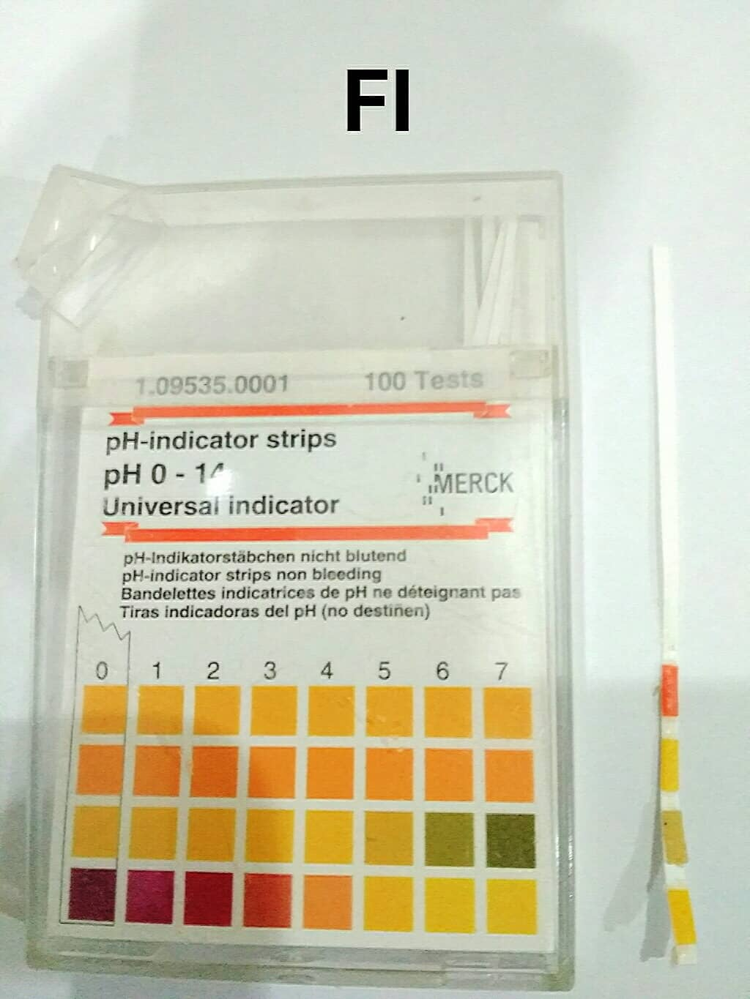 FI
1.09535.0001 100 Tests
pH-indicator strips
pH 0 - 14
Universal indicator
MERCK
pH-Indikatorstäbchen nicht blutend
pH-indicator strips non bleeding
Bandelettes indicatrices de pH ne déteignant pas
Tiras indicadoras del pH (no destiñen)
0 1 2 3 4 5 6 7